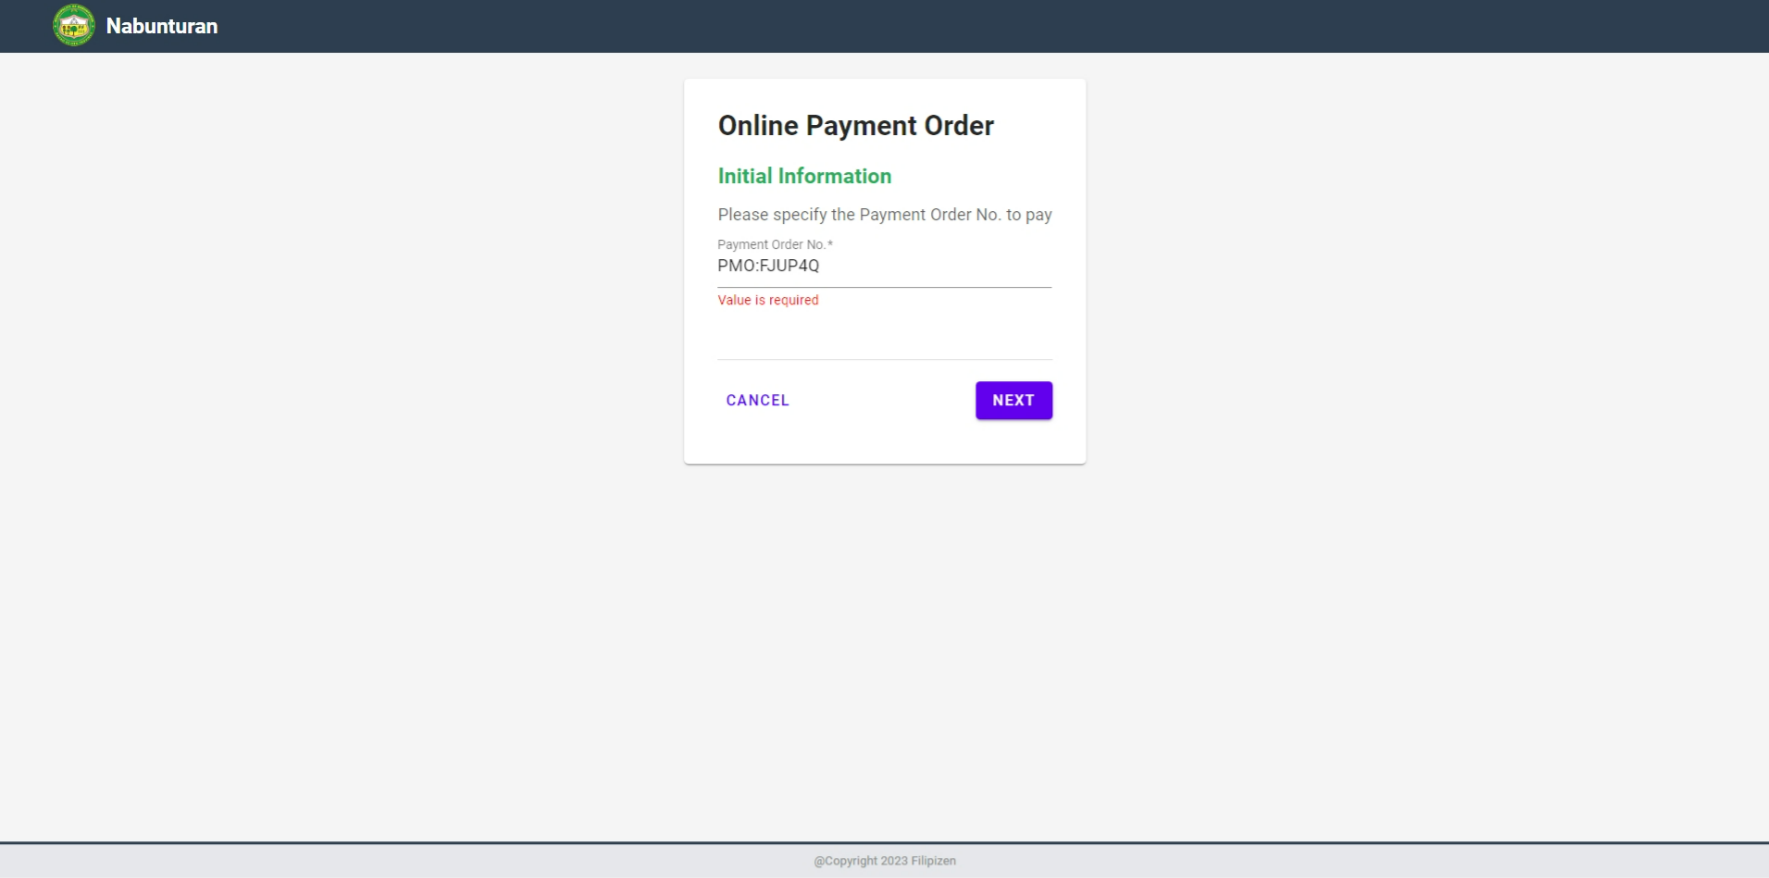 Nabunturan
Online Payment Order
Initial Information
Please specify the Payment Order No. to pay
Payment Order No.*
PMO:FJUP4Q
Value is required
CANCEL
NEXT
@Copyright 2023 Filipizen